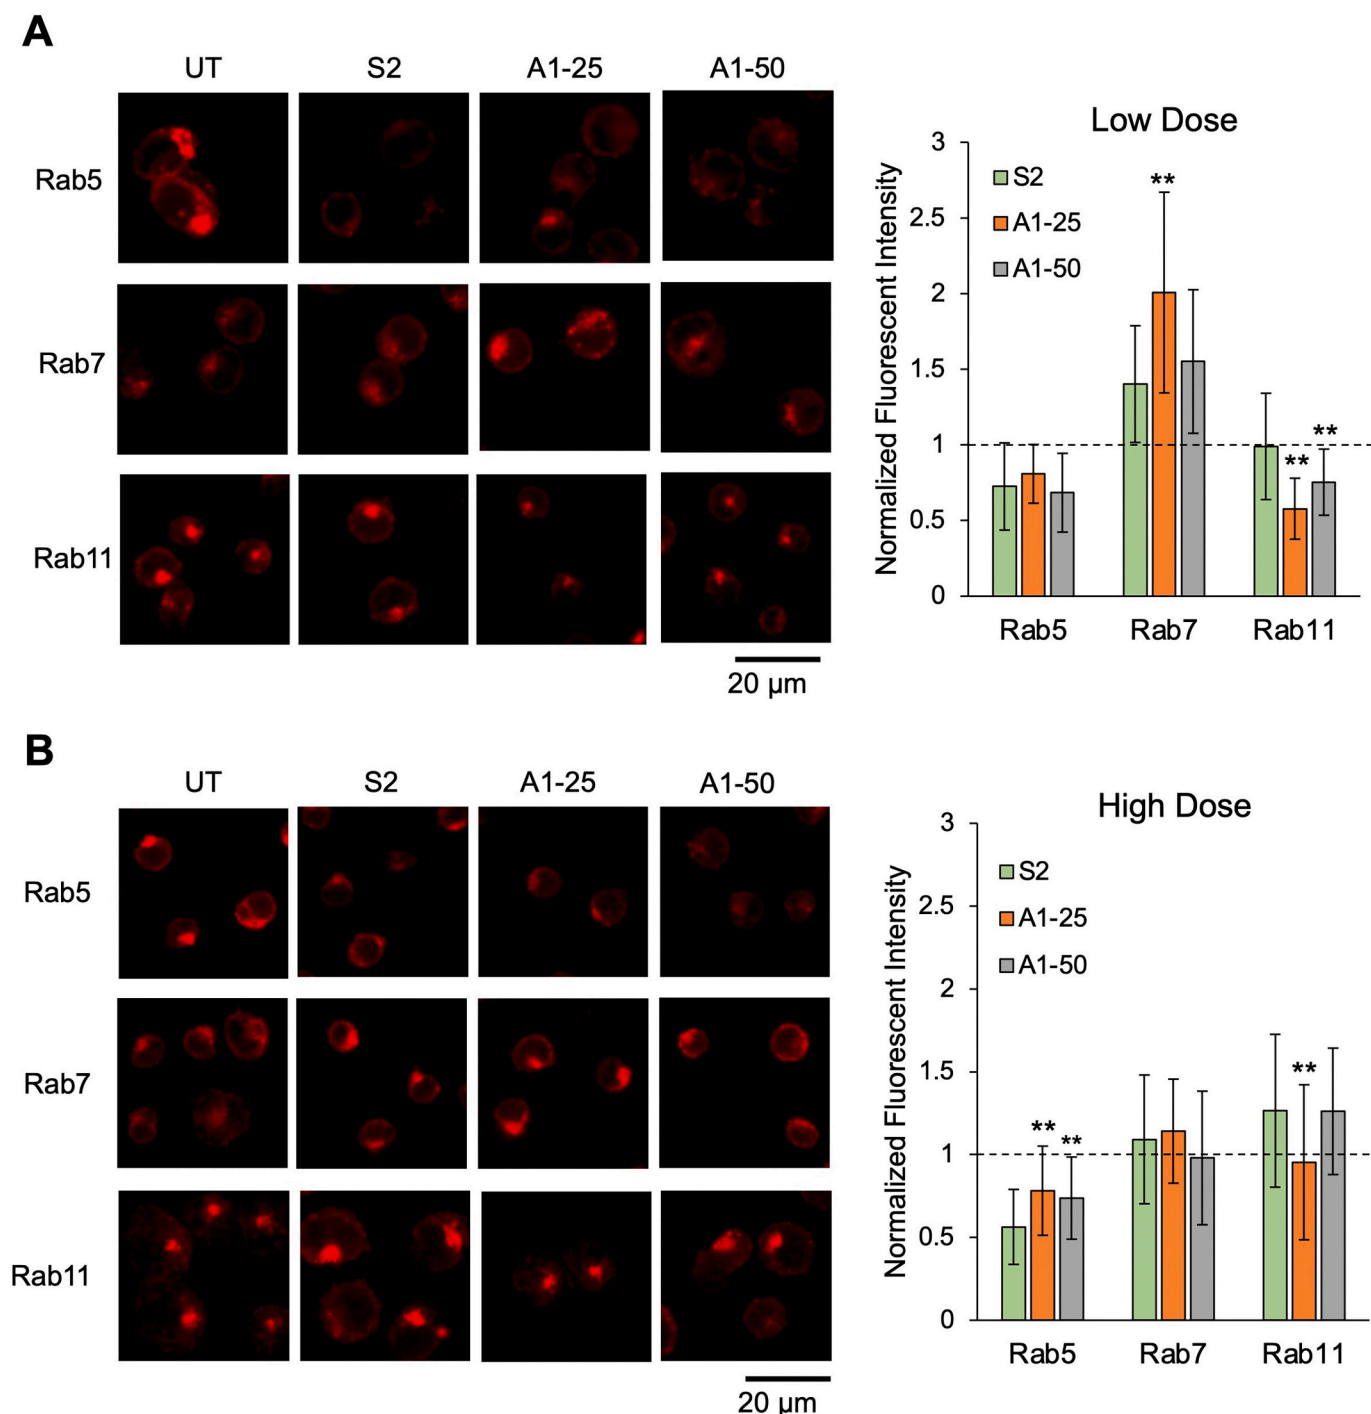 A
UT S2 A1-25 A1-50
Rab5
Rab7
Rab11
20 µm
Low Dose
Normalized Fluorescent Intensity
3
2.5
2
1.5
1
0.5
0
S2
A1-25
A1-50
**
**
**
Rab5 Rab7 Rab11
B
UT S2 A1-25 A1-50
Rab5
Rab7
Rab11
20 µm
High Dose
Normalized Fluorescent Intensity
3
2.5
2
1.5
1
0.5
0
S2
A1-25
A1-50
**
**
**
Rab5 Rab7 Rab11